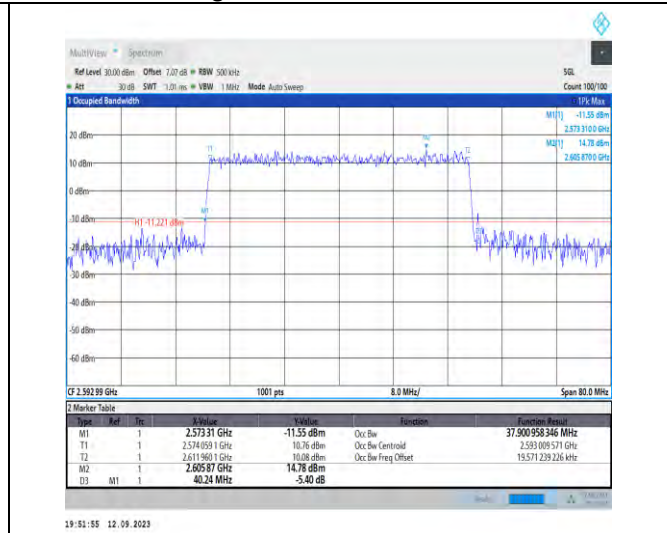 MultiView Spectrum
Ref Level 30.00 dBm Offset 7.07 dB RBW 500 kHz SGL
Att 30 dB SWT 1.01 ms VBW 1 MHz Mode Auto Sweep Count 100/100
1 Occupied Bandwidth 1Pk Max
M1[1] -11.55 dBm
2.573310 0 GHz
M2[1] 14.78 dBm
2.605870 0 GHz
20 dBm
T1 M2 T2
10 dBm
0 dBm
M1
-10 dBm
H1 -11.221 dBm
-20 dBm
-30 dBm
-40 dBm
-50 dBm
-60 dBm
CF 2.592 99 GHz 1001 pts 8.0 MHz/ Span 80.0 MHz
2 Marker Table
Type Ref Trc X-Value Y-Value Function Function Result
M1 1 2.573 31 GHz -11.55 dBm Occ Bw 37.900 958 346 MHz
T1 1 2.574 059 1 GHz 10.76 dBm Occ Bw Centroid 2.593 009 571 GHz
T2 1 2.611 960 1 GHz 10.08 dBm Occ Bw Freq Offset 19.571 239 226 kHz
M2 1 2.605 87 GHz 14.78 dBm
D3 M1 1 40.24 MHz -5.40 dB
19:51:55 12.09.2023